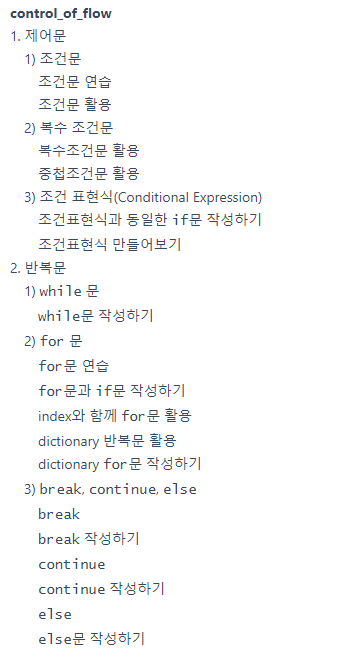 control_of_flow
1. 제어문
1) 조건문
조건문 연습
조건문 활용
2) 복수 조건문
복수조건문 활용
중첩조건문 활용
3) 조건 표현식(Conditional Expression)
조건표현식과 동일한 if문 작성하기
조건표현식 만들어보기
2. 반복문
1) while 문
while문 작성하기
2) for 문
for문 연습
for문과 if문 작성하기
index와 함께 for문 활용
dictionary 반복문 활용
dictionary for문 작성하기
3) break, continue, else
break
break 작성하기
continue
continue 작성하기
else
else문 작성하기